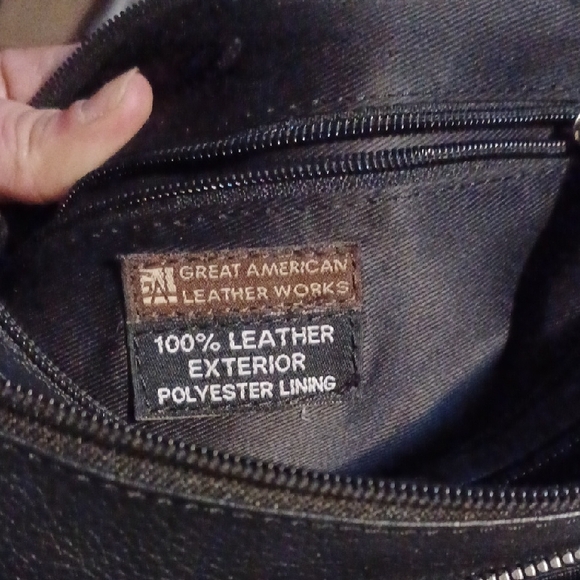 GREAT AMERICAN
LEATHER WORKS
100% LEATHER
EXTERIOR
POLYESTER LINING